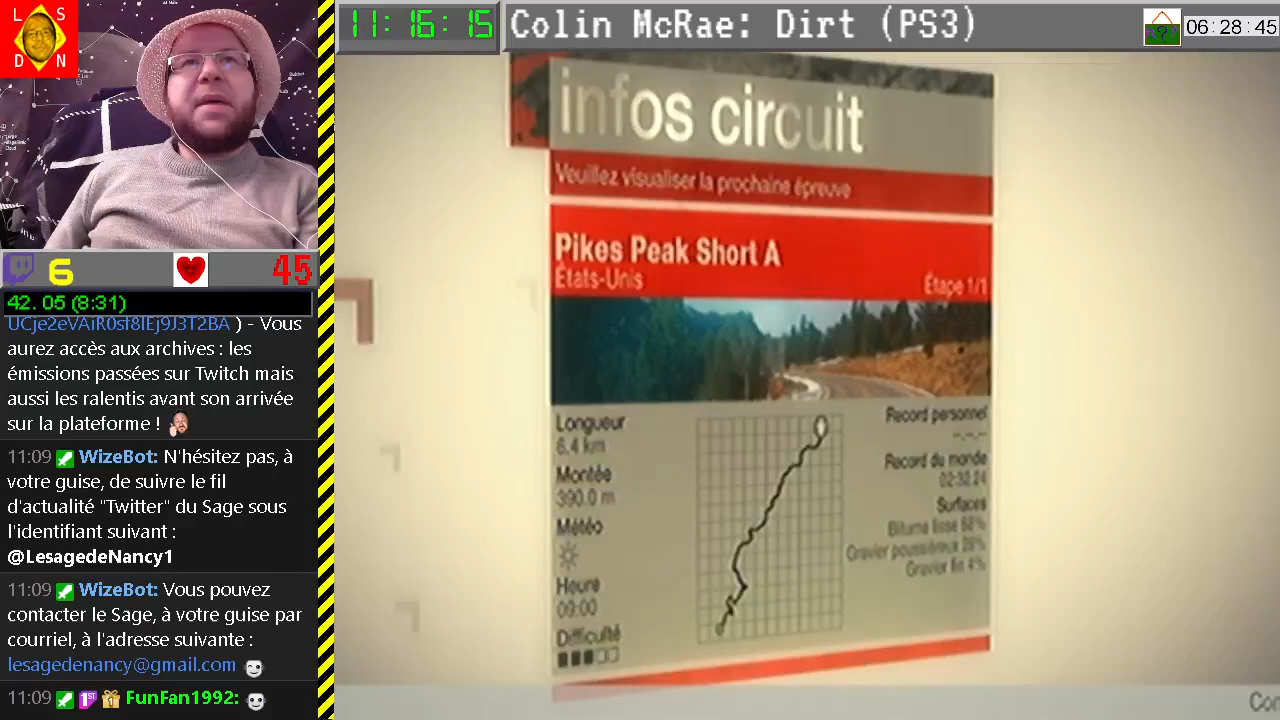 L S
D N
11:16:15
Colin McRae: Dirt (PS3)
06:28:45
6
45
42. 05 (8:31)
UCje2eVAiR0sf8lEj9J3T2BA ) - Vous
aurez accès aux archives : les
émissions passées sur Twitch mais
aussi les ralentis avant son arrivée
sur la plateforme !
11:09 WizeBot: N'hésitez pas, à
votre guise, de suivre le fil
d'actualité "Twitter" du Sage sous
l'identifiant suivant :
@LesagedeNancy1
11:09 WizeBot: Vous pouvez
contacter le Sage, à votre guise par
courriel, à l'adresse suivante :
lesagedenancy@gmail.com
11:09 1ST FunFan1992:
infos circuit
Veuillez visualiser la prochaine épreuve
Pikes Peak Short A
États-Unis
Étape 1/1
Longueur
6.4 km
Montée
390.0 m
Météo
Heure
09:00
Difficulté
Record personnel
--.--.--
Record du monde
02:32.24
Surfaces
Bitume lisse 68%
Gravier poussiéreux 28%
Gravier fin 4%